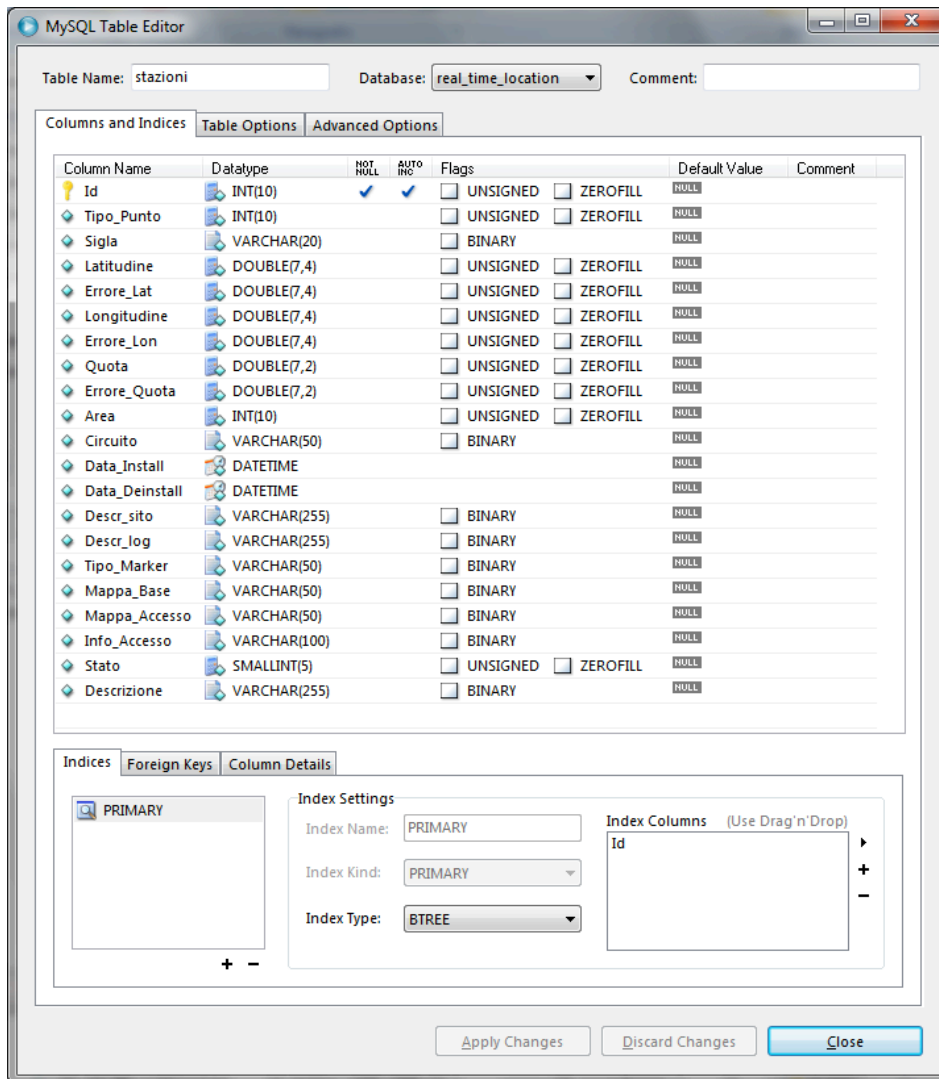 MySQL Table Editor
Table Name: stazioni Database: real_time_location Comment:
Columns and Indices Table Options Advanced Options
Column Name Datatype NOT NULL AUTO INC Flags Default Value Comment
Id INT(10) UNSIGNED ZEROFILL NULL
Tipo_Punto INT(10) UNSIGNED ZEROFILL NULL
Sigla VARCHAR(20) BINARY NULL
Latitudine DOUBLE(7,4) UNSIGNED ZEROFILL NULL
Errore_Lat DOUBLE(7,4) UNSIGNED ZEROFILL NULL
Longitudine DOUBLE(7,4) UNSIGNED ZEROFILL NULL
Errore_Lon DOUBLE(7,4) UNSIGNED ZEROFILL NULL
Quota DOUBLE(7,2) UNSIGNED ZEROFILL NULL
Errore_Quota DOUBLE(7,2) UNSIGNED ZEROFILL NULL
Area INT(10) UNSIGNED ZEROFILL NULL
Circuito VARCHAR(50) BINARY NULL
Data_Install DATETIME NULL
Data_Deinstall DATETIME NULL
Descr_sito VARCHAR(255) BINARY NULL
Descr_log VARCHAR(255) BINARY NULL
Tipo_Marker VARCHAR(50) BINARY NULL
Mappa_Base VARCHAR(50) BINARY NULL
Mappa_Accesso VARCHAR(50) BINARY NULL
Info_Accesso VARCHAR(100) BINARY NULL
Stato SMALLINT(5) UNSIGNED ZEROFILL NULL
Descrizione VARCHAR(255) BINARY NULL
Indices Foreign Keys Column Details
PRIMARY
Index Settings
Index Name: PRIMARY
Index Kind: PRIMARY
Index Type: BTREE
Index Columns (Use Drag'n'Drop)
Id
Apply Changes Discard Changes Close